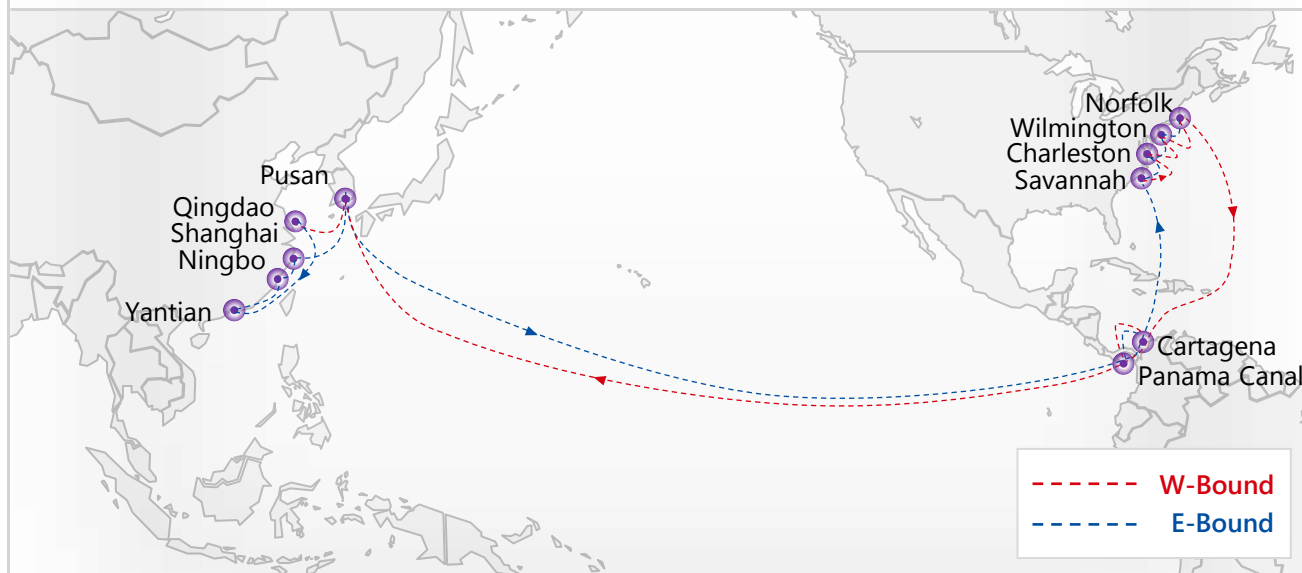 Norfolk
Wilmington
Charleston
Savannah
Pusan
Qingdao
Shanghai
Ningbo
Yantian
Cartagena
Panama Canal
W-Bound
E-Bound